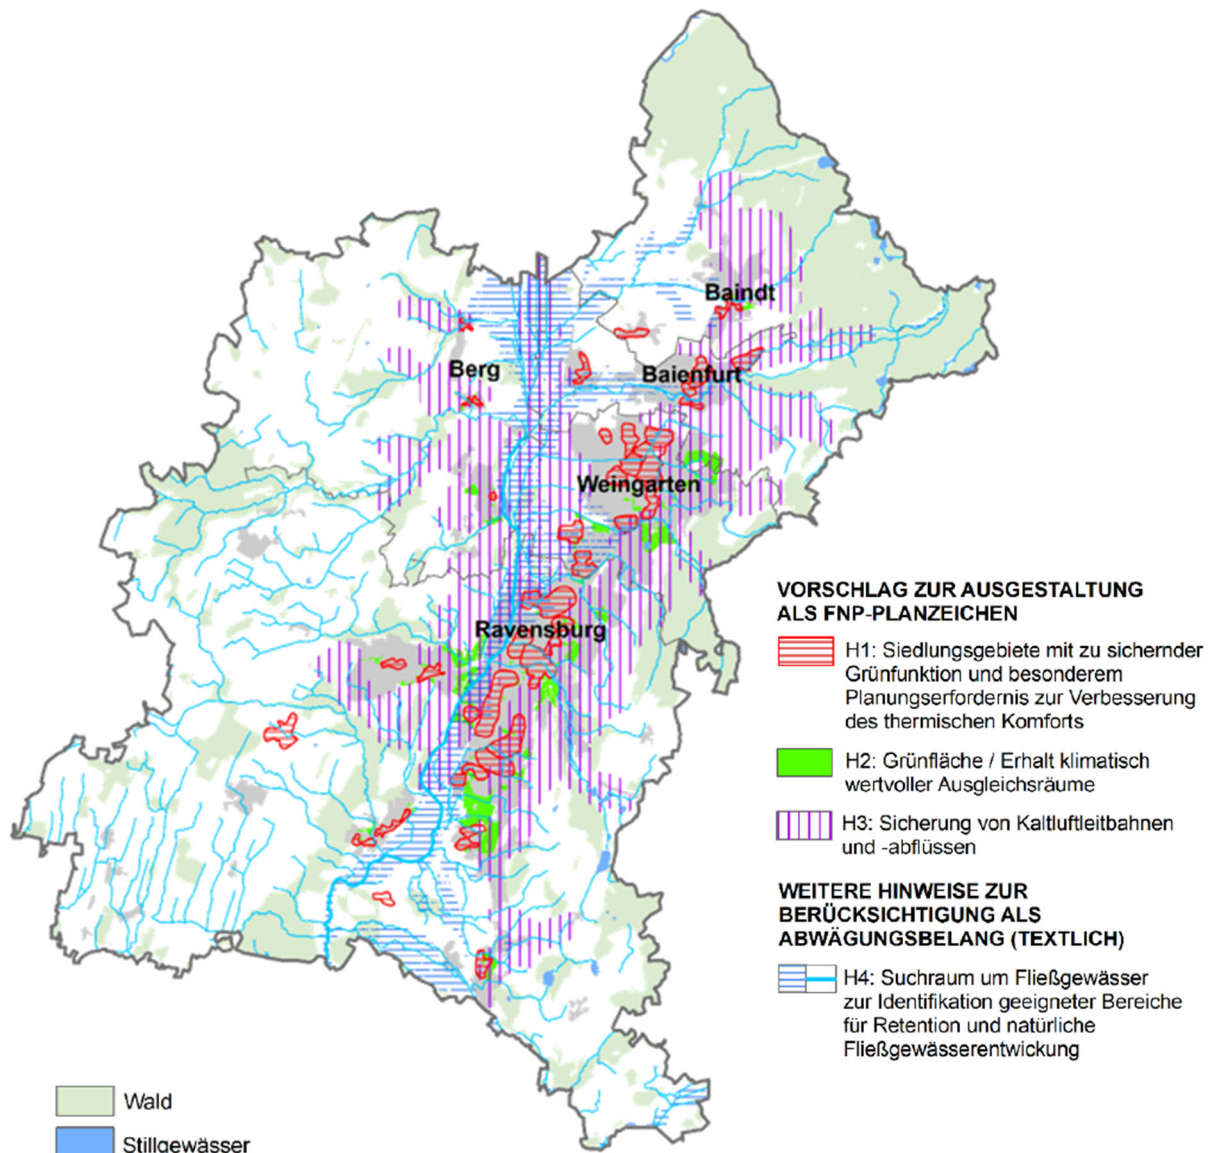 Baindt
Berg
Baienfurt
Weingarten
Ravensburg
VORSCHLAG ZUR AUSGESTALTUNG
ALS FNP-PLANZEICHEN
H1: Siedlungsgebiete mit zu sichernder
Grünfunktion und besonderem
Planungserfordernis zur Verbesserung
des thermischen Komforts
H2: Grünfläche / Erhalt klimatisch
wertvoller Ausgleichsräume
H3: Sicherung von Kaltluftleitbahnen
und -abflüssen
WEITERE HINWEISE ZUR
BERÜCKSICHTIGUNG ALS
ABWÄGUNGSBELANG (TEXTLICH)
H4: Suchraum um Fließgewässer
zur Identifikation geeigneter Bereiche
für Retention und natürliche
Fließgewässerentwickung
Wald
Stillgewässer